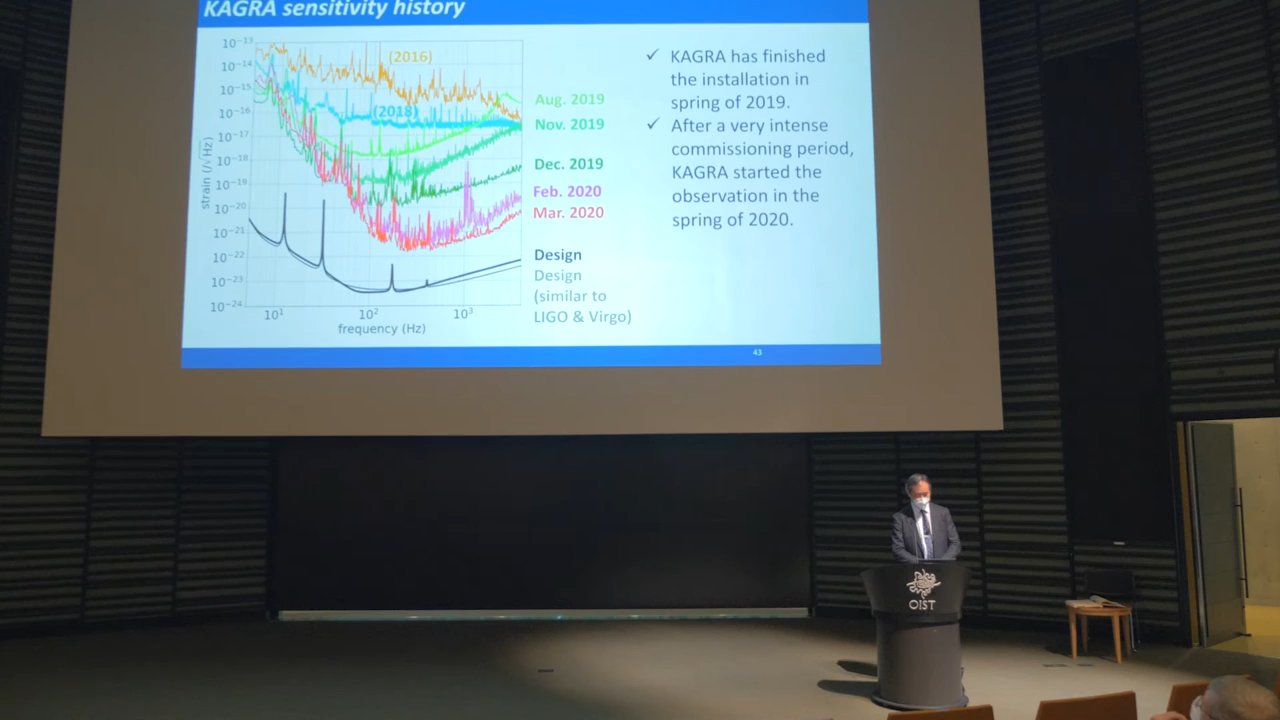 KAGRA sensitivity history
10⁻¹³
10⁻¹⁴
10⁻¹⁵
10⁻¹⁶
10⁻¹⁷
10⁻¹⁸
10⁻¹⁹
10⁻²⁰
10⁻²¹
10⁻²²
10⁻²³
10⁻²⁴
strain (/√Hz)
10¹
10²
10³
frequency (Hz)
(2016)
(2018)
Aug. 2019
Nov. 2019
Dec. 2019
Feb. 2020
Mar. 2020
Design
Design
(similar to
LIGO & Virgo)
✓ KAGRA has finished
the installation in
spring of 2019.
✓ After a very intense
commissioning period,
KAGRA started the
observation in the
spring of 2020.
43
OIST